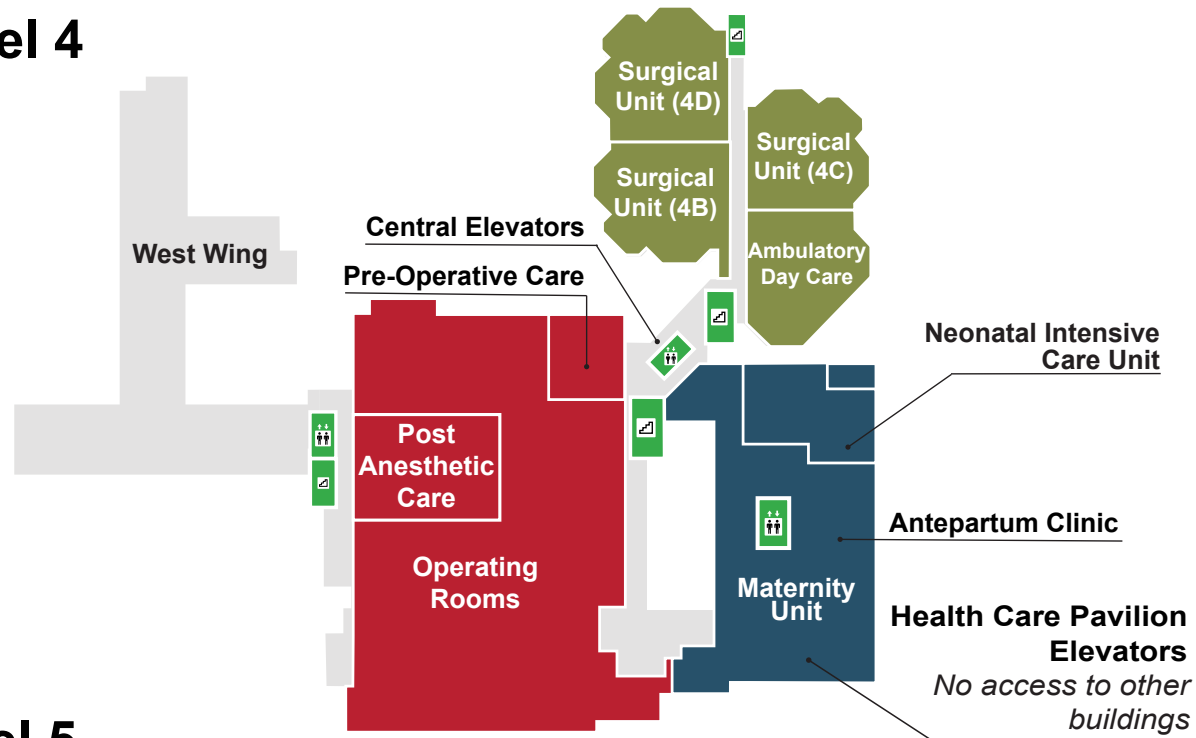 el 4
Surgical
Unit (4D)
Surgical
Unit (4C)
Surgical
Unit (4B)
Central Elevators
West Wing
Ambulatory
Day Care
Pre-Operative Care
Neonatal Intensive
Care Unit
Post
Anesthetic
Care
Antepartum Clinic
Operating
Rooms
Maternity
Unit
Health Care Pavilion
Elevators
No access to other
buildings
el 5